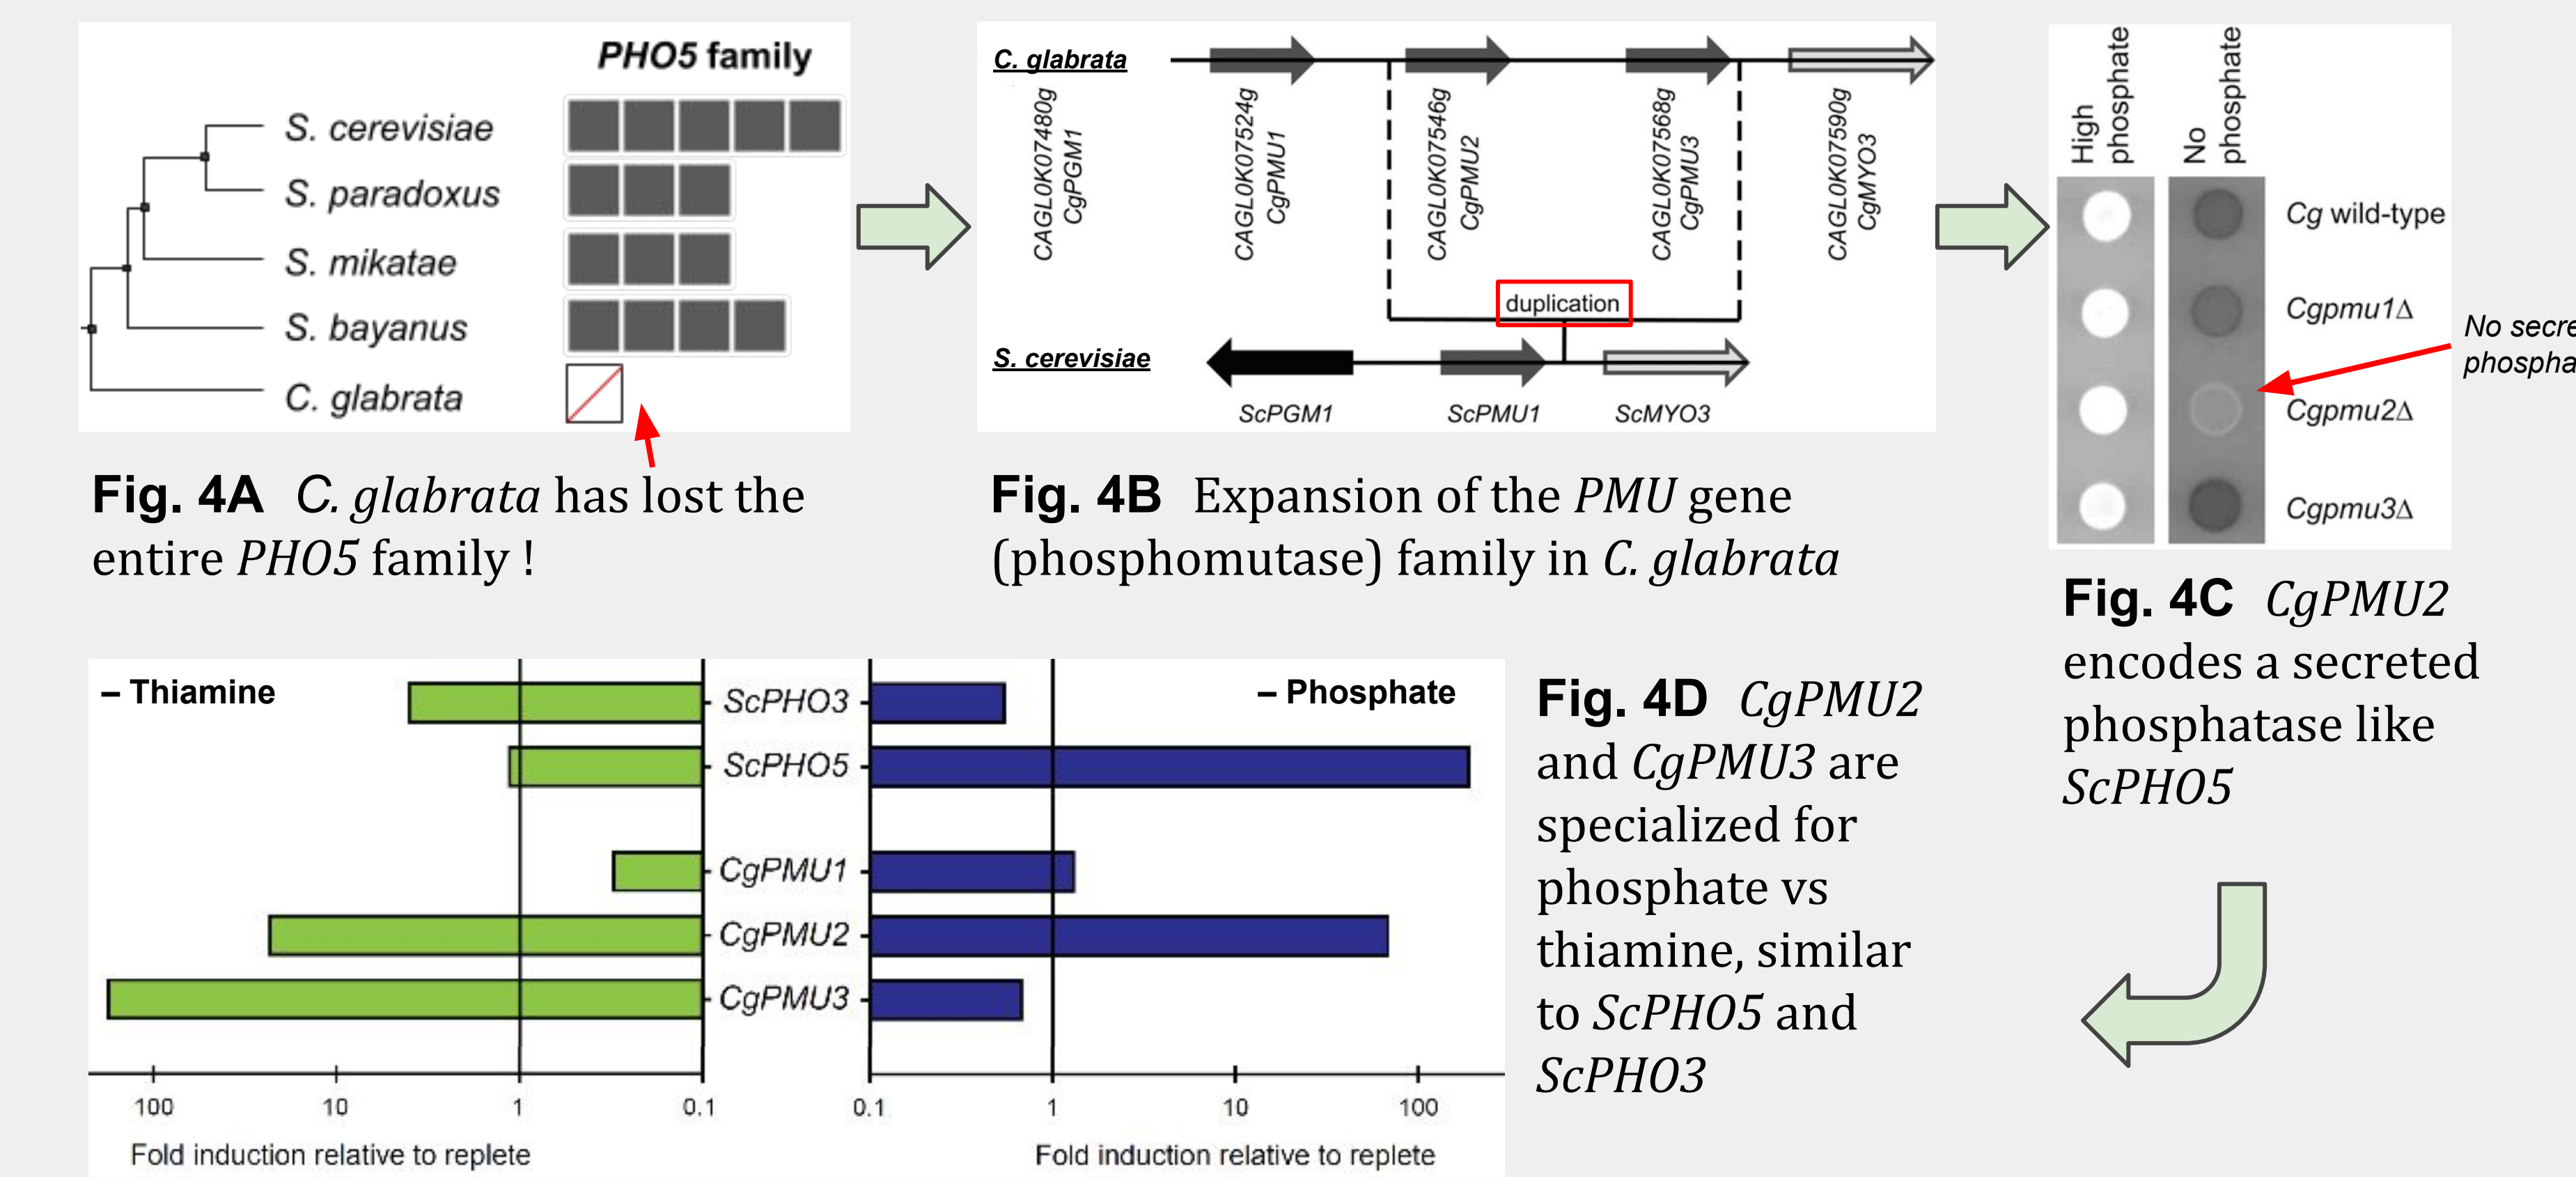 PHO5 family
S. cerevisiae
S. paradoxus
S. mikatae
S. bayanus
C. glabrata
Fig. 4A C. glabrata has lost the
entire PHO5 family !
C. glabrata
CAGL0K07480g
CgPGM1
CAGL0K07524g
CgPMU1
CAGL0K07546g
CgPMU2
CAGL0K07568g
CgPMU3
CAGL0K07590g
CgMYO3
duplication
S. cerevisiae
ScPGM1
ScPMU1
ScMYO3
Fig. 4B Expansion of the PMU gene
(phosphomutase) family in C. glabrata
High
phosphate
No
phosphate
Cg wild-type
Cgpmu1Δ
Cgpmu2Δ
Cgpmu3Δ
No secre
phospha
Fig. 4C CgPMU2
encodes a secreted
phosphatase like
ScPHO5
– Thiamine
– Phosphate
ScPHO3
ScPHO5
CgPMU1
CgPMU2
CgPMU3
100 10 1 0.1
0.1 1 10 100
Fold induction relative to replete
Fold induction relative to replete
Fig. 4D CgPMU2
and CgPMU3 are
specialized for
phosphate vs
thiamine, similar
to ScPHO5 and
ScPHO3